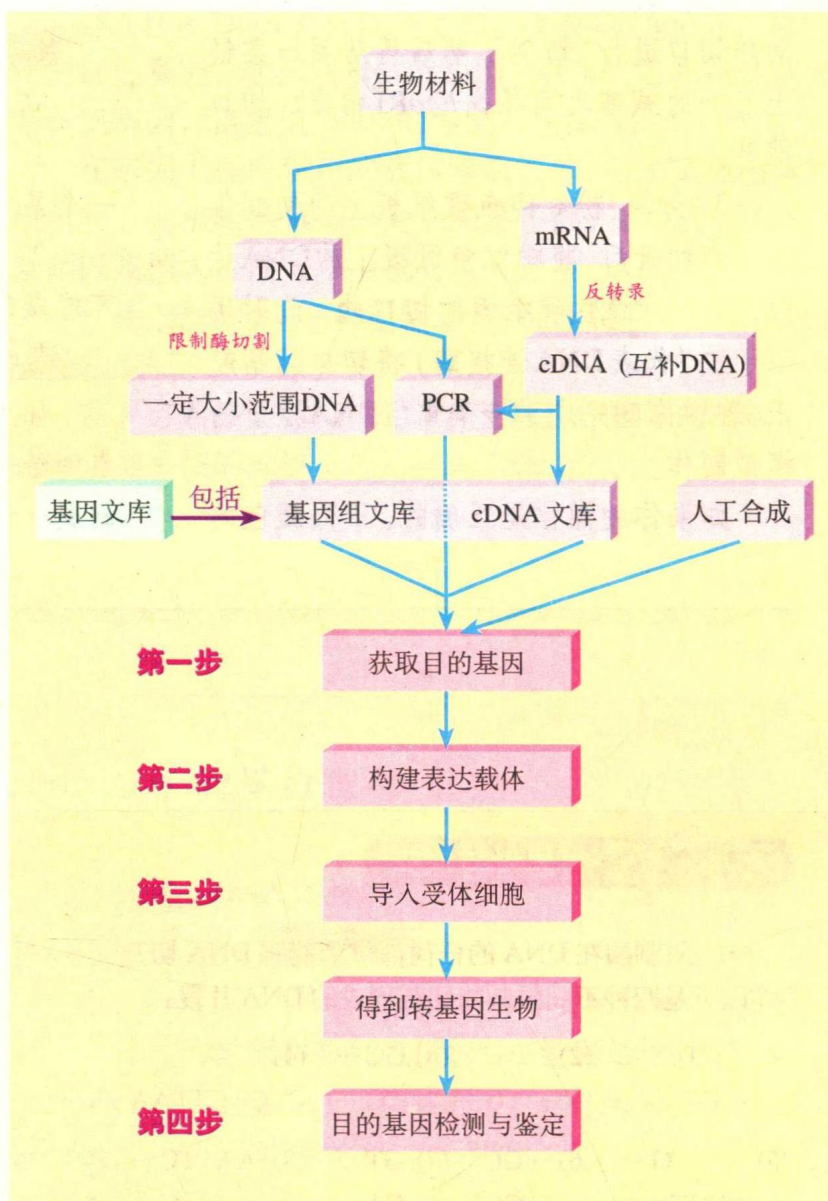 生物材料
mRNA
DNA
反转录
限制酶切割
cDNA (互补DNA)
一定大小范围DNA
PCR
基因文库
包括
基因组文库
cDNA 文库
人工合成
第一步
获取目的基因
第二步
构建表达载体
第三步
导入受体细胞
得到转基因生物
第四步
目的基因检测与鉴定